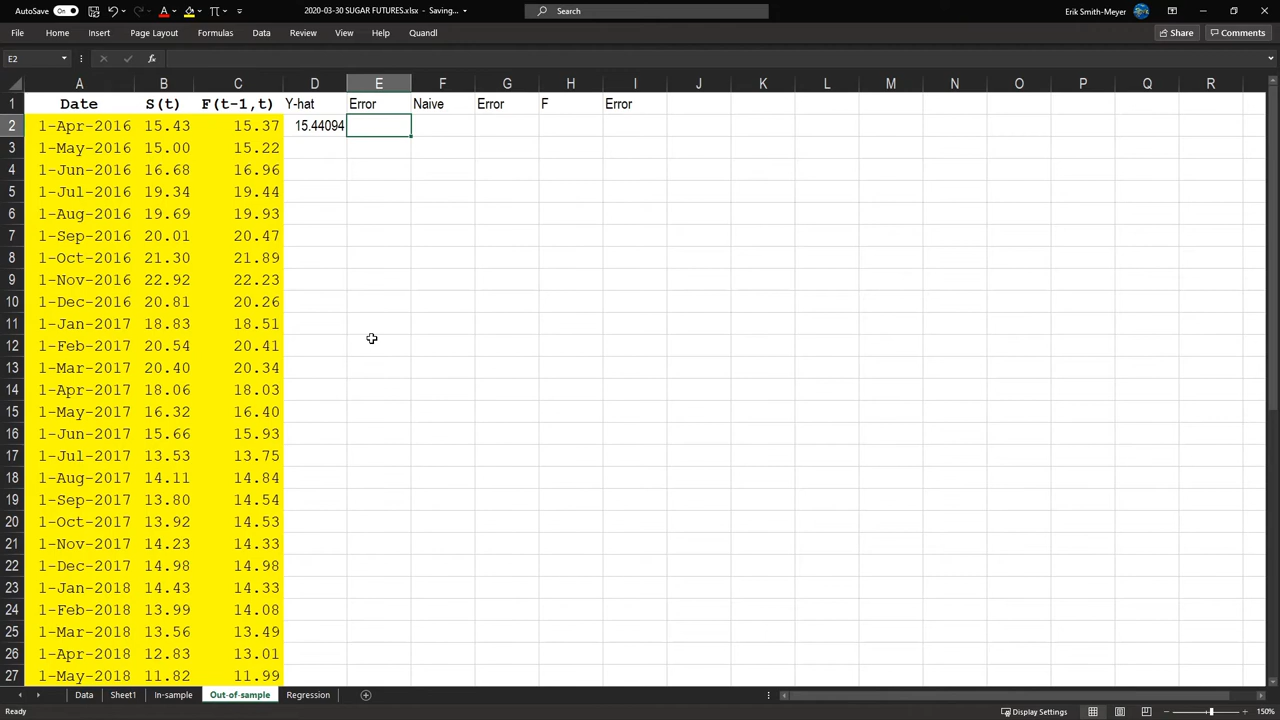 AutoSave On 2020-03-30 SUGAR FUTURES.xlsx - Saving... Search Erik Smith-Meyer
File Home Insert Page Layout Formulas Data Review View Help Quandl Share Comments
E2 fx
A B C D E F G H I J K L M N O P Q R
1 Date S(t) F(t-1,t) Y-hat Error Naive Error F Error
2 1-Apr-2016 15.43 15.37 15.44094
3 1-May-2016 15.00 15.22
4 1-Jun-2016 16.68 16.96
5 1-Jul-2016 19.34 19.44
6 1-Aug-2016 19.69 19.93
7 1-Sep-2016 20.01 20.47
8 1-Oct-2016 21.30 21.89
9 1-Nov-2016 22.92 22.23
10 1-Dec-2016 20.81 20.26
11 1-Jan-2017 18.83 18.51
12 1-Feb-2017 20.54 20.41
13 1-Mar-2017 20.40 20.34
14 1-Apr-2017 18.06 18.03
15 1-May-2017 16.32 16.40
16 1-Jun-2017 15.66 15.93
17 1-Jul-2017 13.53 13.75
18 1-Aug-2017 14.11 14.84
19 1-Sep-2017 13.80 14.54
20 1-Oct-2017 13.92 14.53
21 1-Nov-2017 14.23 14.33
22 1-Dec-2017 14.98 14.98
23 1-Jan-2018 14.43 14.33
24 1-Feb-2018 13.99 14.08
25 1-Mar-2018 13.56 13.49
26 1-Apr-2018 12.83 13.01
27 1-May-2018 11.82 11.99
Data Sheet1 In-sample Out-of-sample Regression
Ready Display Settings 150%